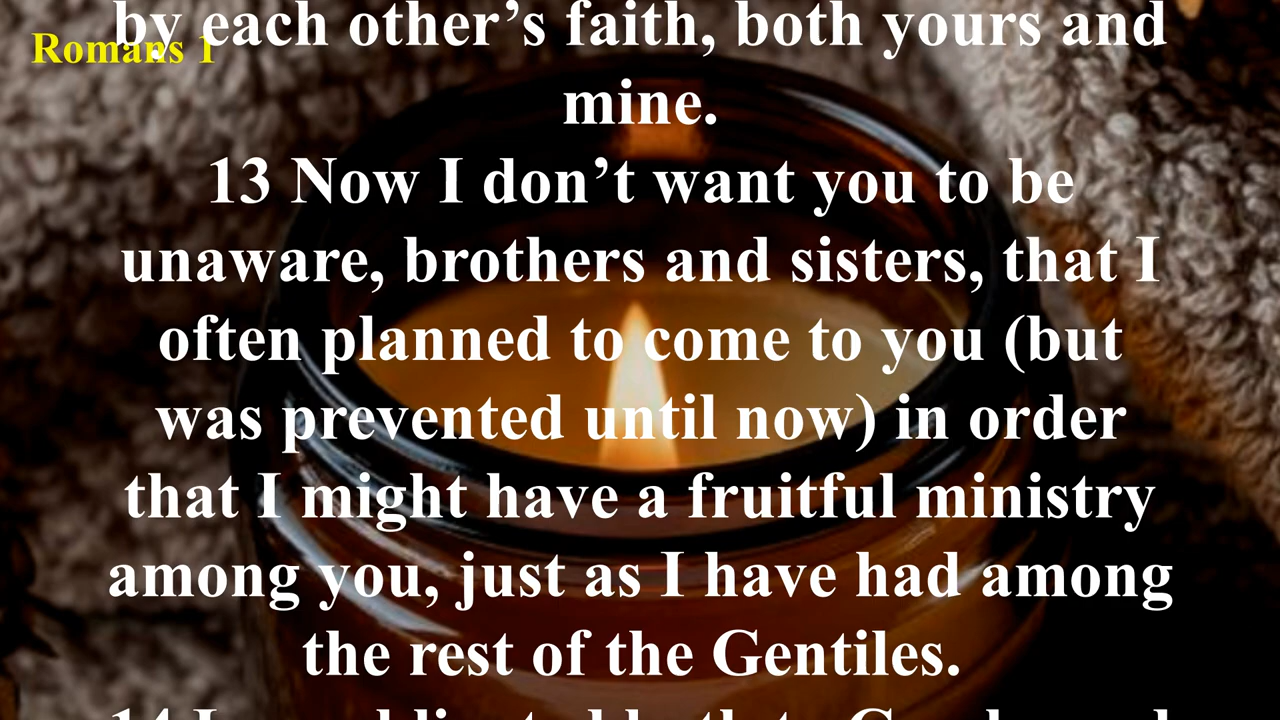 Romans 1
by each other’s faith, both yours and
mine.
13 Now I don’t want you to be
unaware, brothers and sisters, that I
often planned to come to you (but
was prevented until now) in order
that I might have a fruitful ministry
among you, just as I have had among
the rest of the Gentiles.